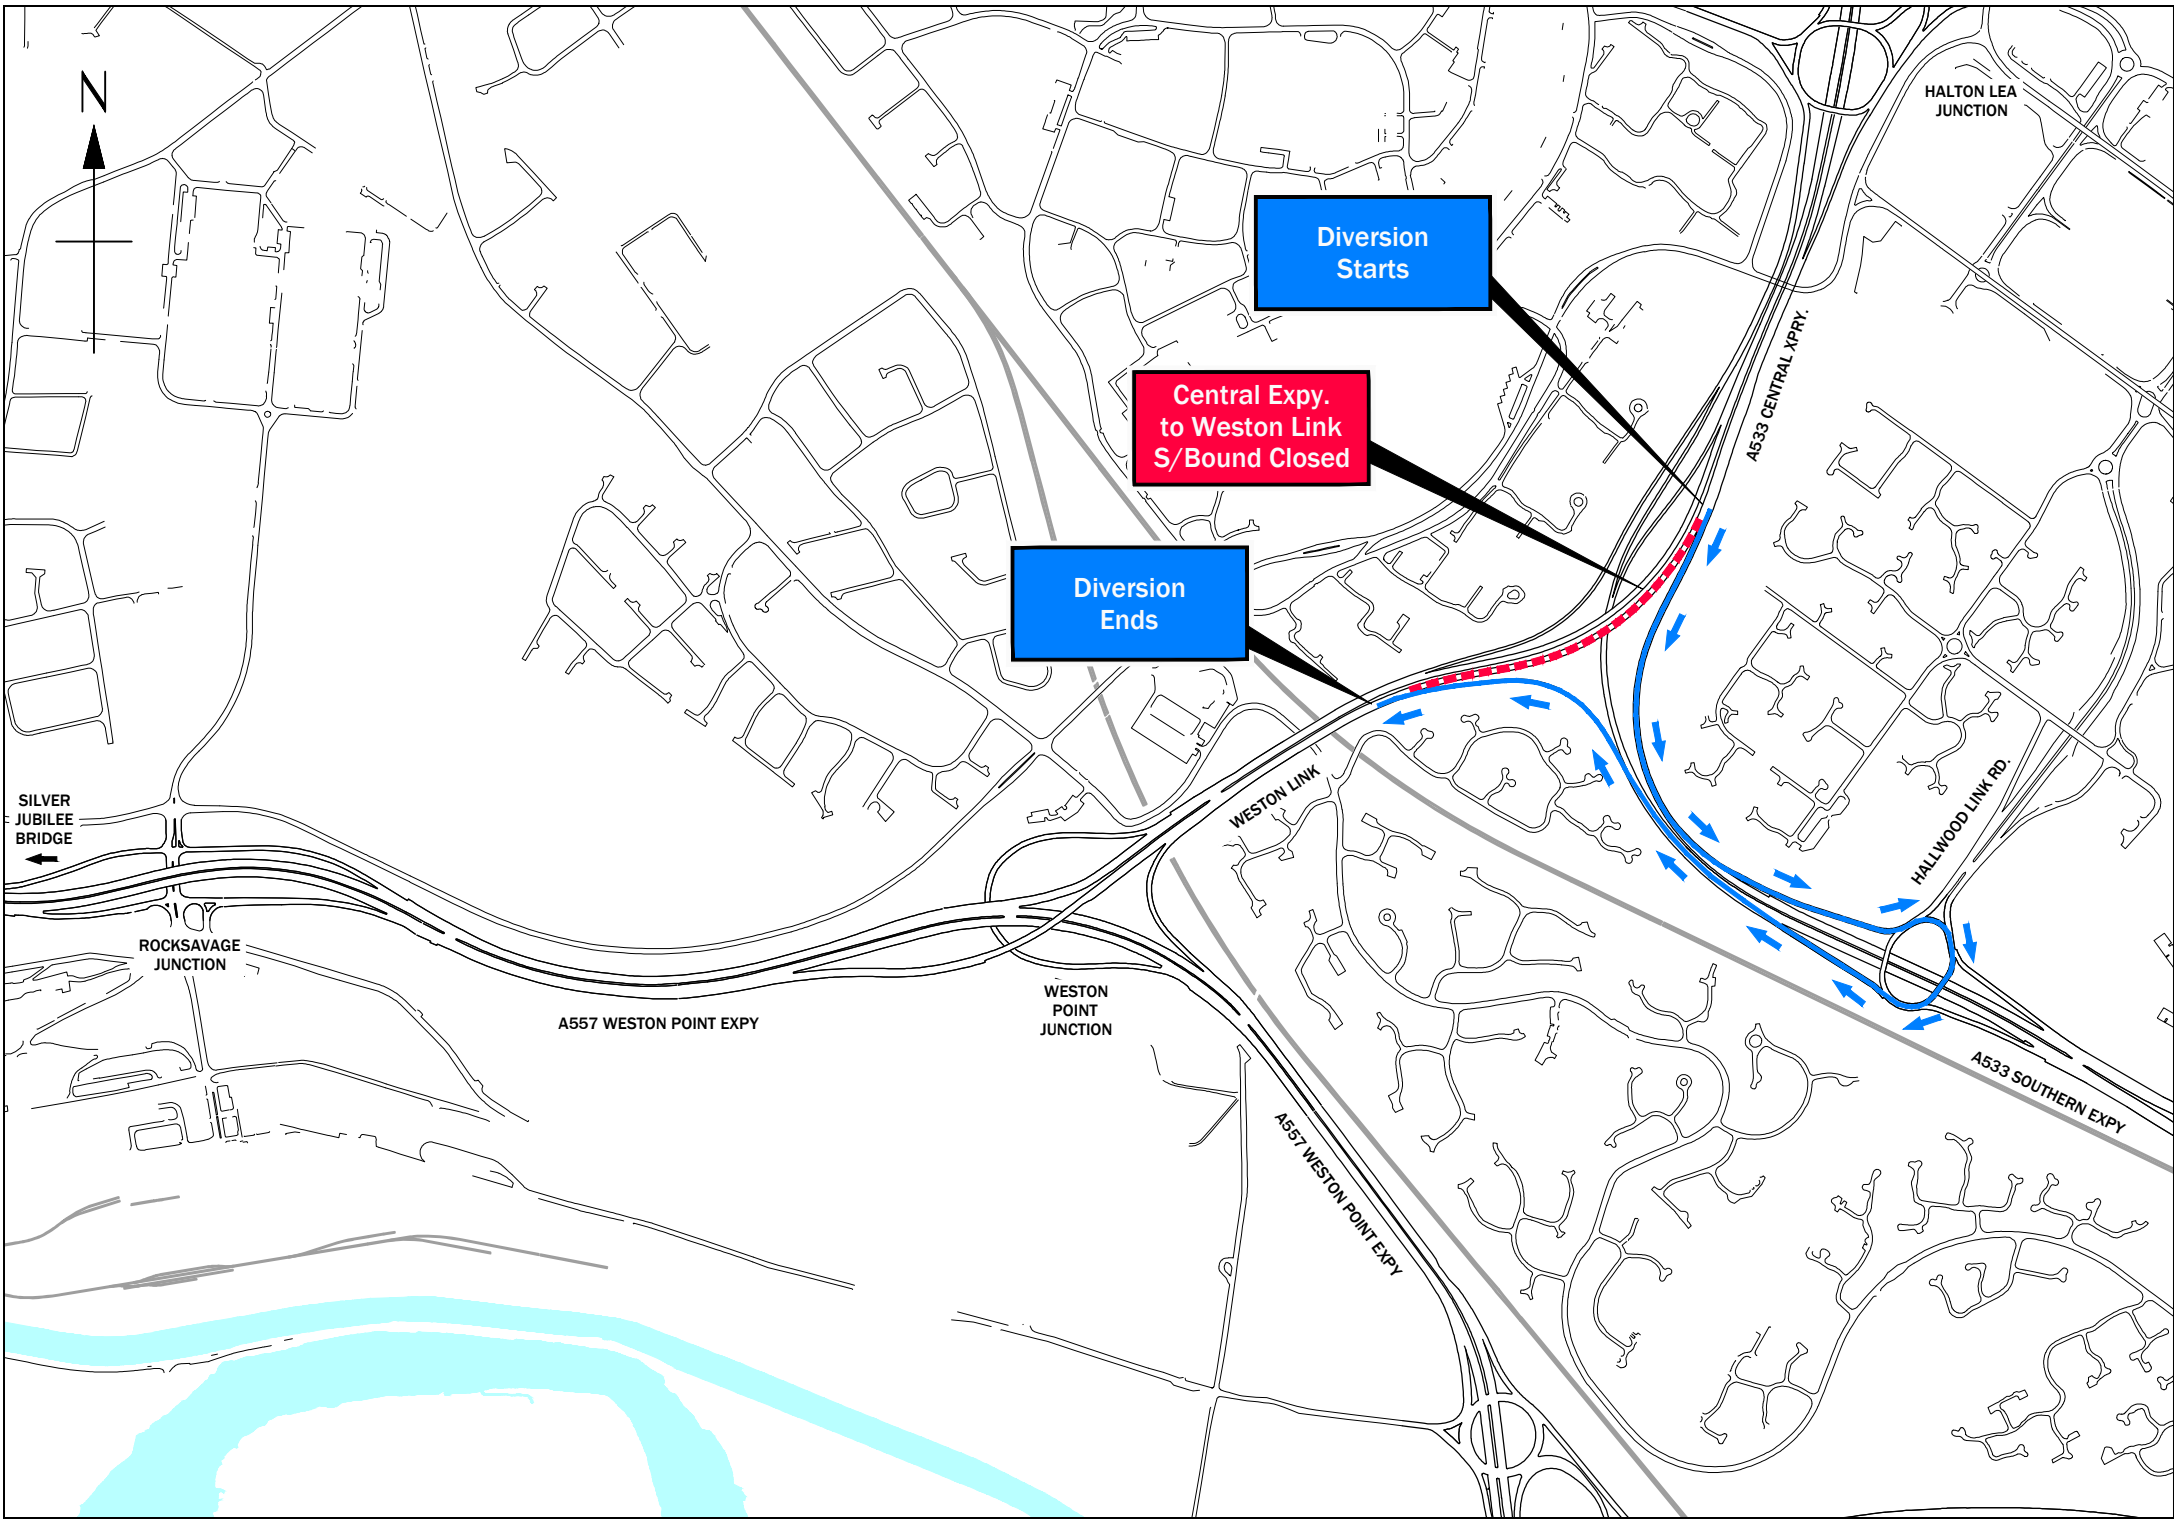 N
HALTON LEA
JUNCTION
Diversion
Starts
A533 CENTRAL XPRY.
Central Expy.
to Weston Link
S/Bound Closed
Diversion
Ends
WESTON LINK
HALLWOOD LINK RD.
SILVER
JUBILEE
BRIDGE
ROCKSAVAGE
JUNCTION
A557 WESTON POINT EXPY
WESTON
POINT
JUNCTION
A533 SOUTHERN EXPY
A557 WESTON POINT EXPY